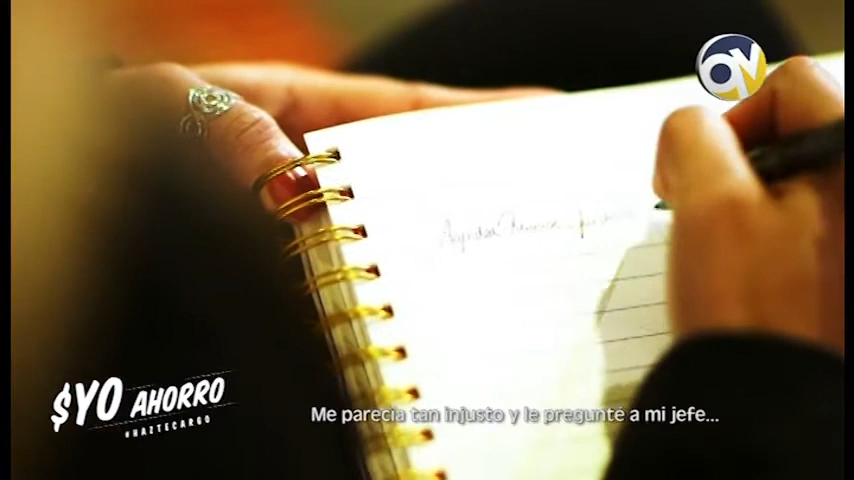 $YO AHORRO
#HAZTECARGO
Me parecía tan injusto y le pregunté a mi jefe...